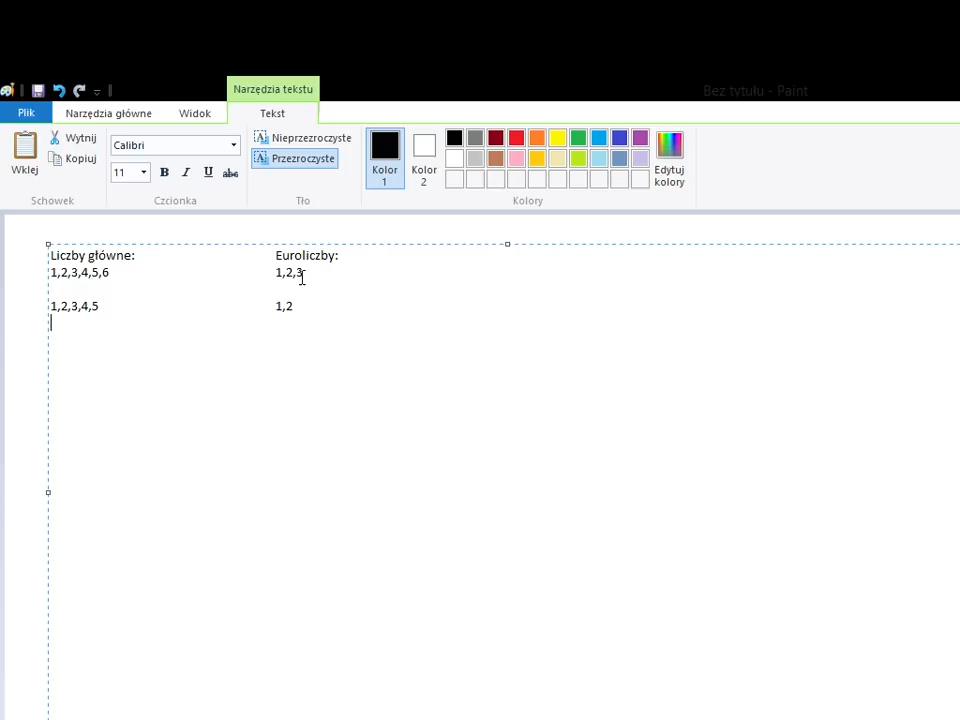 Narzędzia tekstu
Bez tytułu - Paint
Plik
Narzędzia główne
Widok
Tekst
Wklej
Wytnij
Kopiuj
Schowek
Calibri
11
B I U abc
Czcionka
Nieprzezroczyste
Przezroczyste
Tło
Kolor 1
Kolor 2
Edytuj kolory
Kolory
Liczby główne: Euroliczby:
1,2,3,4,5,6 1,2,3
1,2,3,4,5 1,2